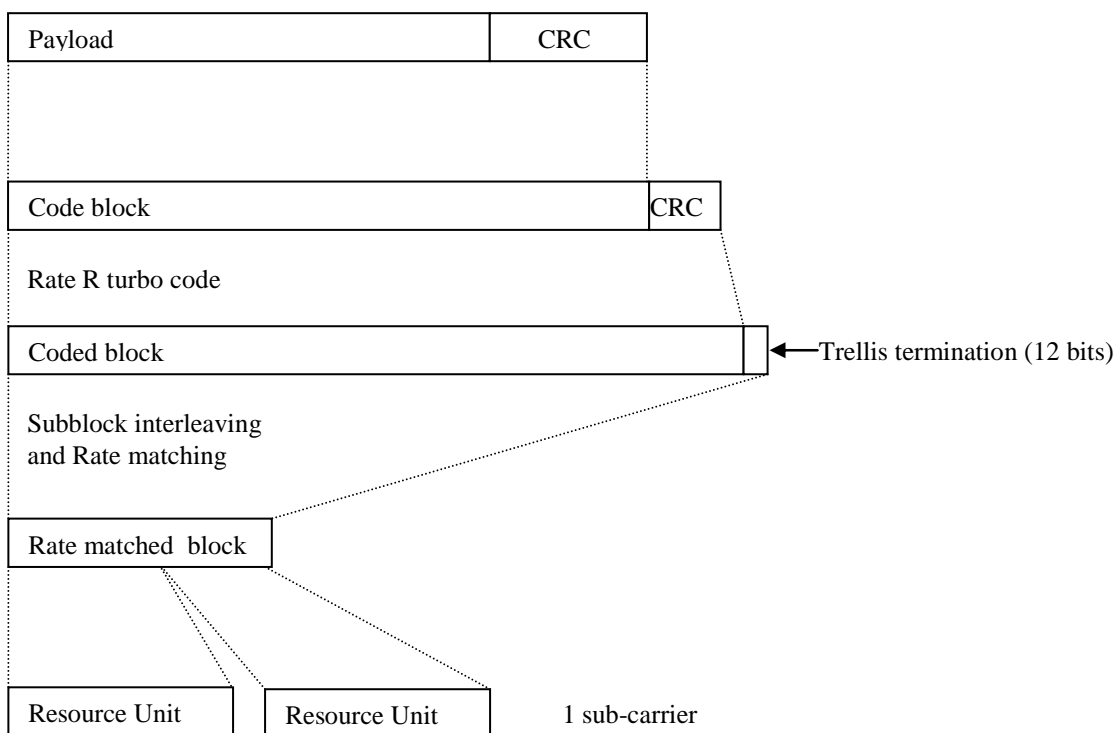 Payload CRC
Code block CRC
Rate R turbo code
Coded block
Trellis termination (12 bits)
Subblock interleaving
and Rate matching
Rate matched block
Resource Unit Resource Unit 1 sub-carrier